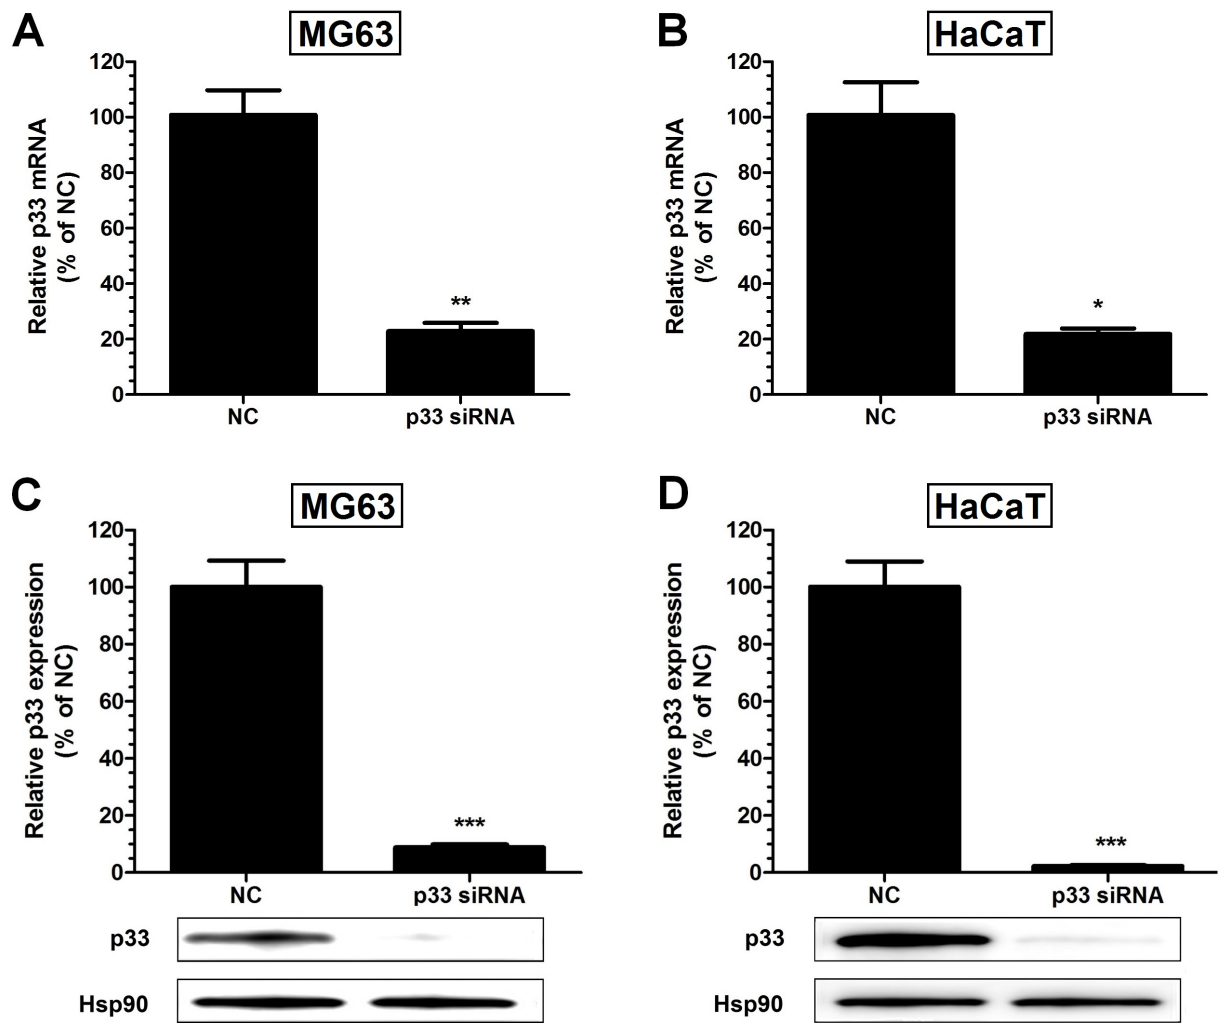 A
MG63
Relative p33 mRNA
(% of NC)
120
100
80
60
40
20
0
**
NC
p33 siRNA
B
HaCaT
Relative p33 mRNA
(% of NC)
120
100
80
60
40
20
0
*
NC
p33 siRNA
C
MG63
Relative p33 expression
(% of NC)
120
100
80
60
40
20
0
***
NC
p33 siRNA
p33
Hsp90
D
HaCaT
Relative p33 expression
(% of NC)
120
100
80
60
40
20
0
***
NC
p33 siRNA
p33
Hsp90